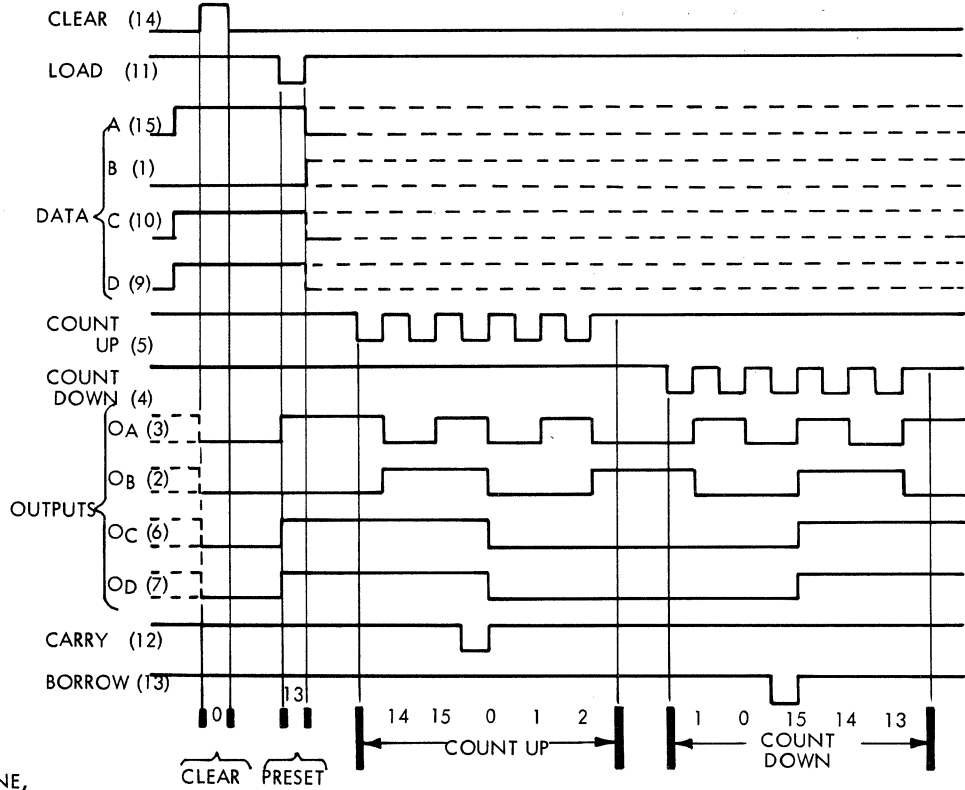 CLEAR (14)
LOAD (11)
A (15)
B (1)
DATA
C (10)
D (9)
COUNT
UP (5)
COUNT
DOWN (4)
OA (3)
OB (2)
OUTPUTS
OC (6)
OD (7)
CARRY (12)
BORROW (13)
0 13 14 15 0 1 2 1 0 15 14 13
COUNT UP
COUNT
DOWN
CLEAR PRESET
NE,